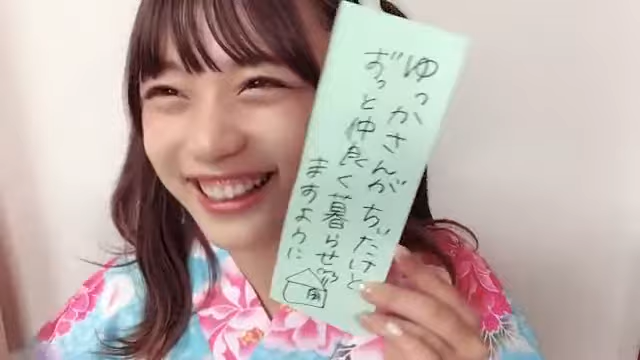 ゆっかさんがちぃたけと
ずっと仲良く暮らせ
ますように